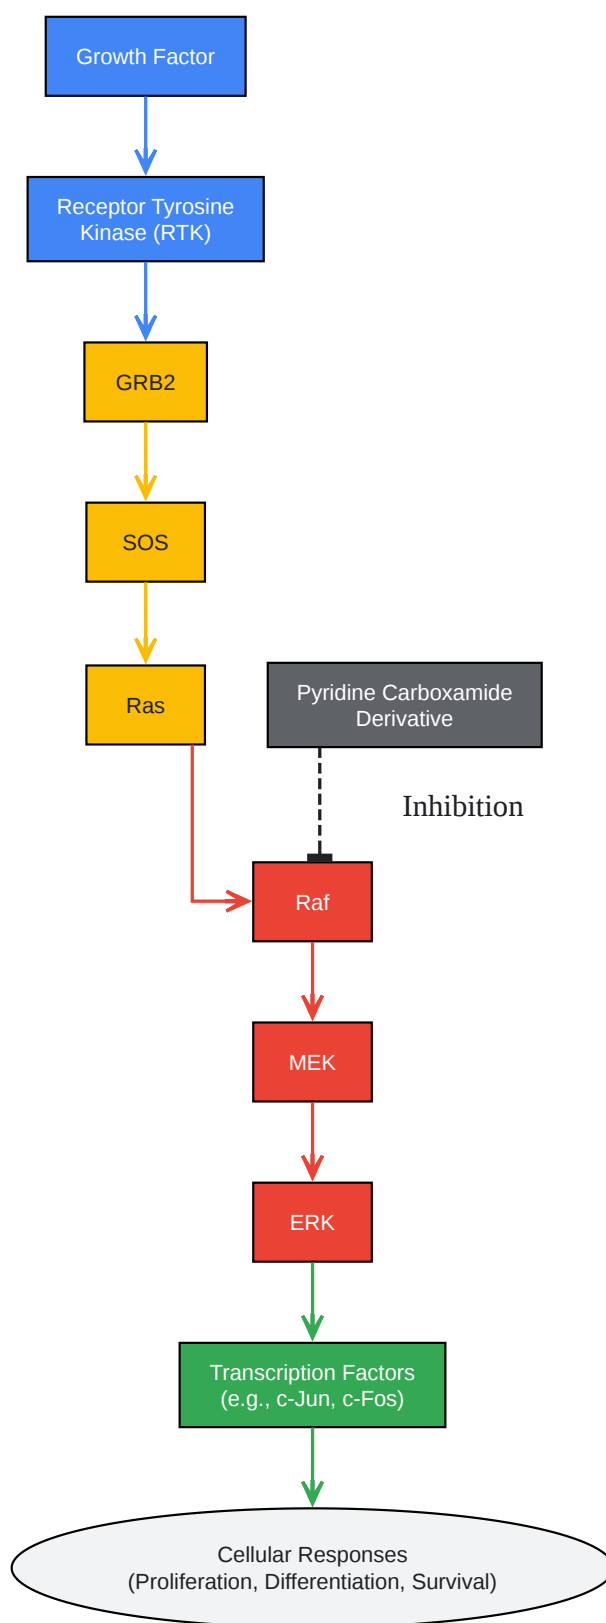 Growth Factor
Receptor Tyrosine
Kinase (RTK)
GRB2
SOS
Ras
Pyridine Carboxamide
Derivative
Inhibition
Raf
MEK
ERK
Transcription Factors
(e.g., c-Jun, c-Fos)
Cellular Responses
(Proliferation, Differentiation, Survival)